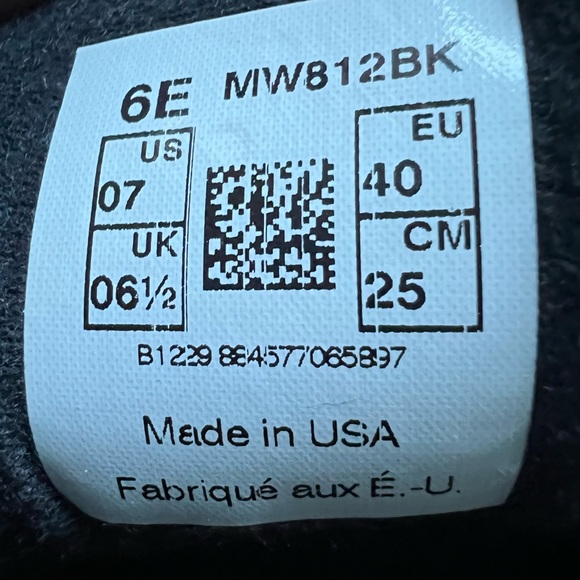 6E MW812BK
US EU
07 40
UK CM
06½ 25
B1229 884577065897
Made in USA
Fabriqué aux É.-U.